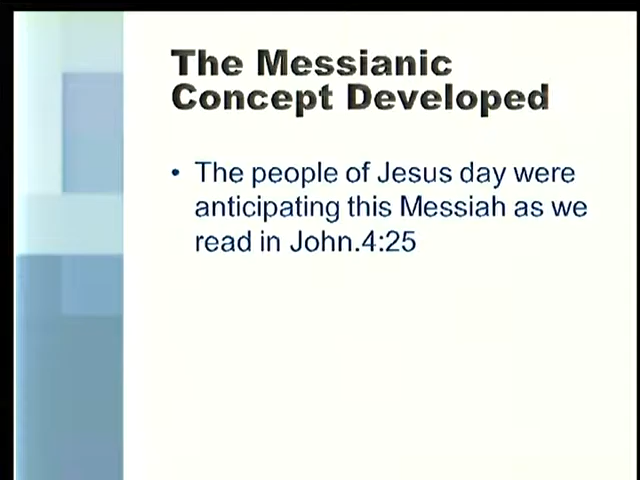 The Messianic
Concept Developed
• The people of Jesus day were
anticipating this Messiah as we
read in John.4:25